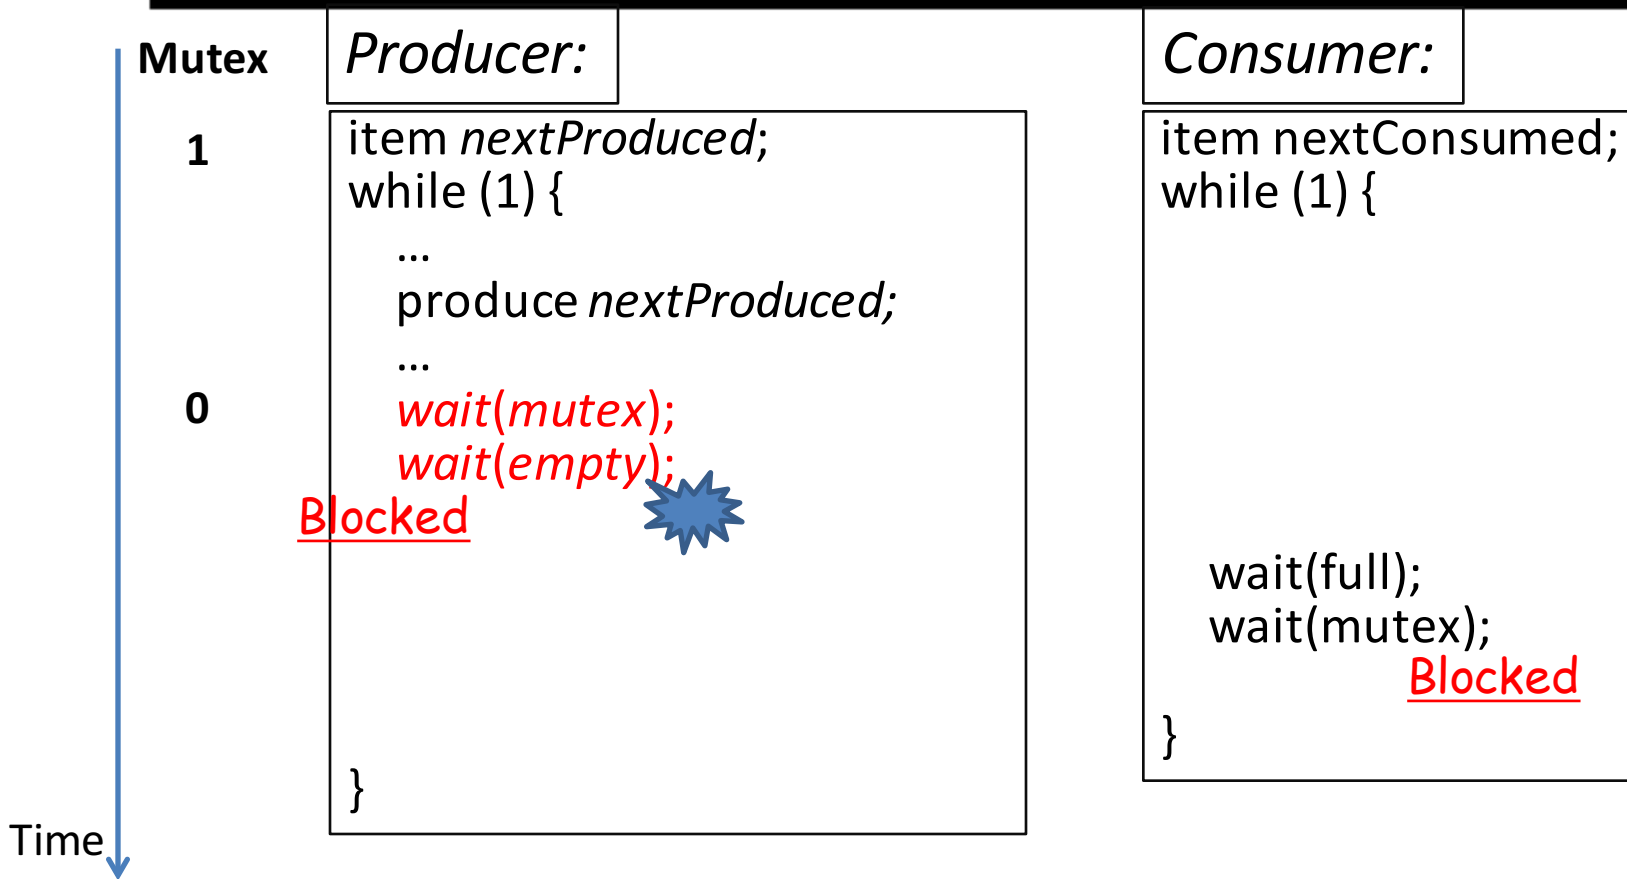 Mutex
1
0
Time
Producer:
item nextProduced;
while (1) {
...
produce nextProduced;
...
wait(mutex);
wait(empty);
Blocked
}
Consumer:
item nextConsumed;
while (1) {
wait(full);
wait(mutex);
Blocked
}